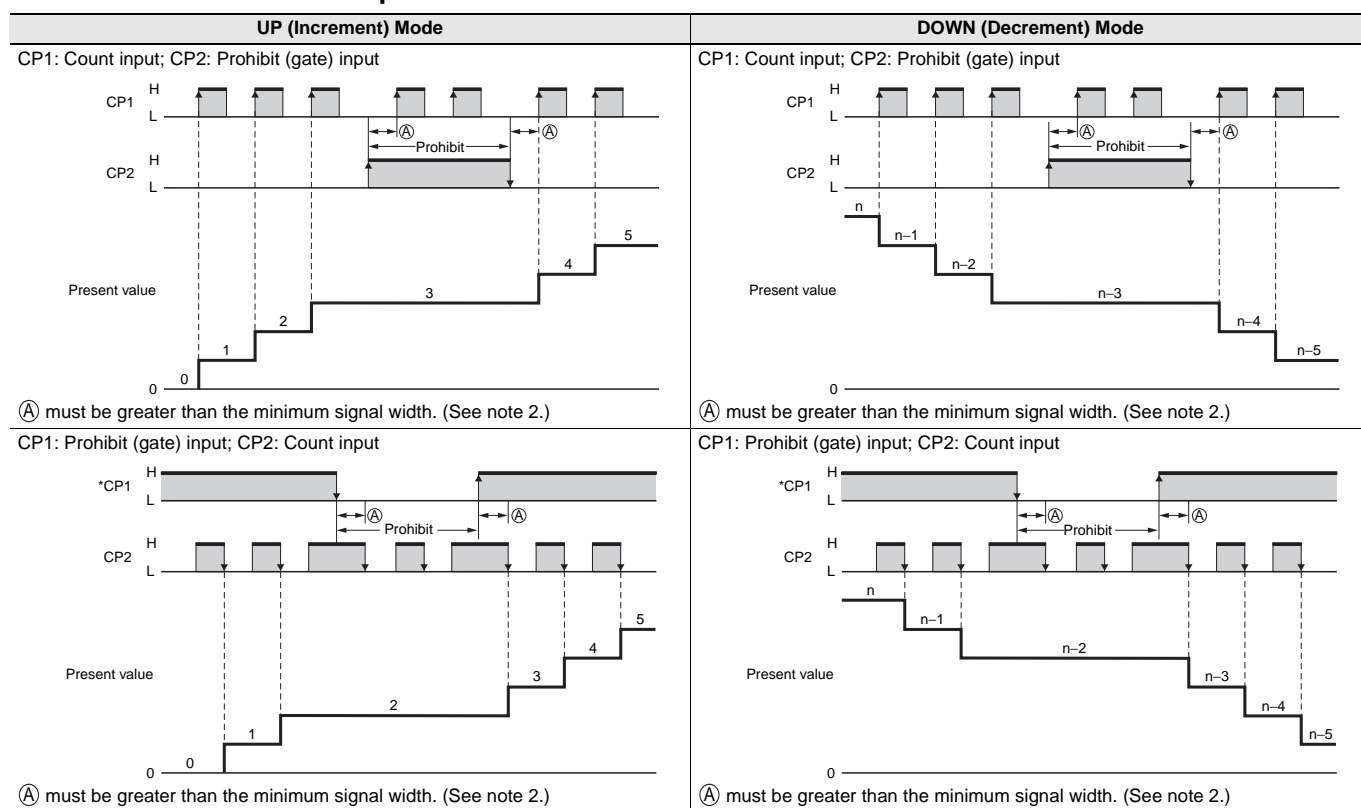 UP (Increment) Mode
DOWN (Decrement) Mode
CP1: Count input; CP2: Prohibit (gate) input
CP1
H
L
Ⓐ
Ⓐ
Prohibit
CP2
H
L
Present value
0
0
1
2
3
4
5
Ⓐ must be greater than the minimum signal width. (See note 2.)
CP1: Count input; CP2: Prohibit (gate) input
CP1
H
L
Ⓐ
Ⓐ
Prohibit
CP2
H
L
Present value
n
n–1
n–2
n–3
n–4
n–5
0
Ⓐ must be greater than the minimum signal width. (See note 2.)
CP1: Prohibit (gate) input; CP2: Count input
*CP1
H
L
Ⓐ
Ⓐ
Prohibit
CP2
H
L
Present value
0
0
1
2
3
4
5
Ⓐ must be greater than the minimum signal width. (See note 2.)
CP1: Prohibit (gate) input; CP2: Count input
*CP1
H
L
Ⓐ
Ⓐ
Prohibit
CP2
H
L
Present value
n
n–1
n–2
n–3
n–4
n–5
0
Ⓐ must be greater than the minimum signal width. (See note 2.)